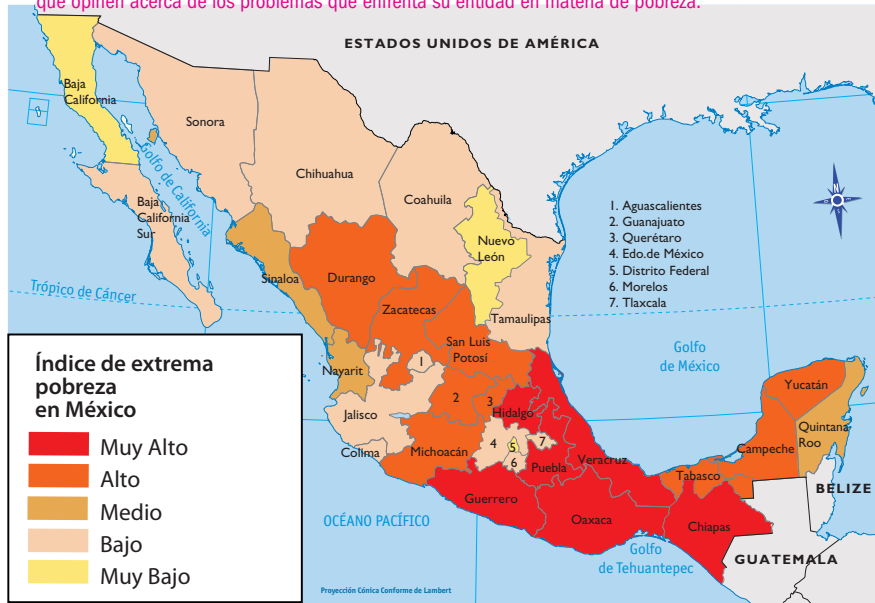 que opinen acerca de los problemas que enfrenta su entidad en materia de pobreza.
ESTADOS UNIDOS DE AMÉRICA
Baja
California
Sonora
Chihuahua
Coahuila
Golfo de California
Baja
California
Sur
Nuevo
León
1. Aguascalientes
2. Guanajuato
3. Querétaro
4. Edo.de México
5. Distrito Federal
6. Morelos
7. Tlaxcala
N
Trópico de Cáncer
Sinaloa
Durango
Zacatecas
Tamaulipas
San Luis
Potosí
Golfo
de México
Nayarit
1
2
3
Hidalgo
Yucatán
Jalisco
Quintana
Roo
Colima
Michoacán
4
5
6
7
Puebla
Veracruz
Campeche
Tabasco
BELIZE
Guerrero
Oaxaca
Chiapas
OCÉANO PACÍFICO
Golfo
de Tehuantepec
GUATEMALA
Índice de extrema
pobreza
en México
Muy Alto
Alto
Medio
Bajo
Muy Bajo
Proyección Cónica Conforme de Lambert